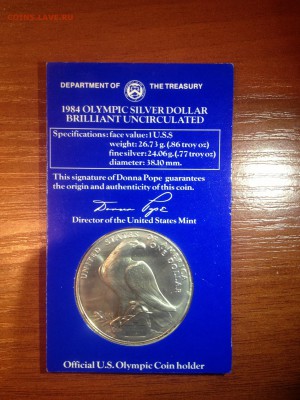 COINS.LAVE.RU
DEPARTMENT OF THE TREASURY
1984 OLYMPIC SILVER DOLLAR
BRILLIANT UNCIRCULATED
Specifications: face value: 1 U.S.$
weight: 26.73 g. (.86 troy oz)
fine silver: 24.06 g. (.77 troy oz)
diameter: 38.10 mm.
This signature of Donna Pope guarantees
the origin and authenticity of this coin.
Donna Pope
Director of the United States Mint
UNITED STATES OF AMERICA
ONE DOLLAR
Official U.S. Olympic Coin holder